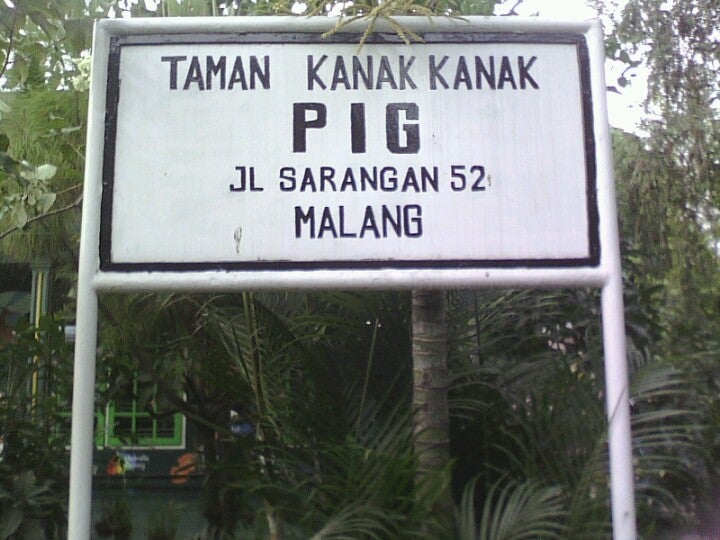 TAMAN KANAK KANAK
PIG
JL SARANGAN 52
MALANG